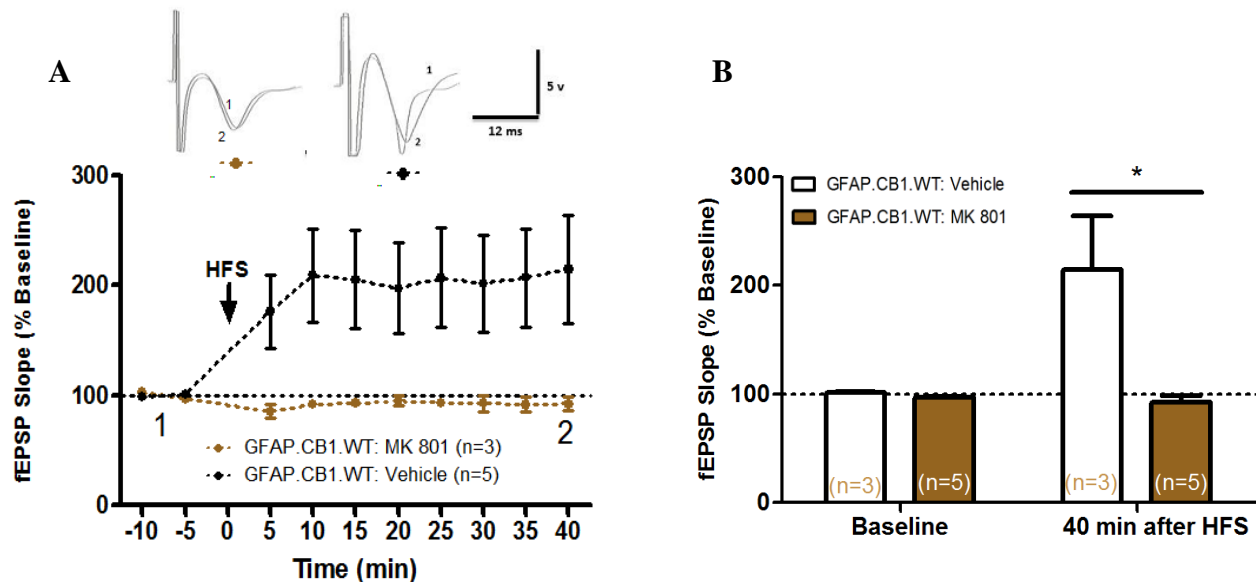 A
1
2
1
2
5 v
12 ms
fEPSP Slope (% Baseline)
300
200
100
0
HFS
1
2
GFAP.CB1.WT: MK 801 (n=3)
GFAP.CB1.WT: Vehicle (n=5)
-10 -5 0 5 10 15 20 25 30 35 40
Time (min)
B
fEPSP Slope (% Baseline)
300
200
100
0
GFAP.CB1.WT: Vehicle
GFAP.CB1.WT: MK 801
*
(n=3) (n=5) (n=3) (n=5)
Baseline 40 min after HFS